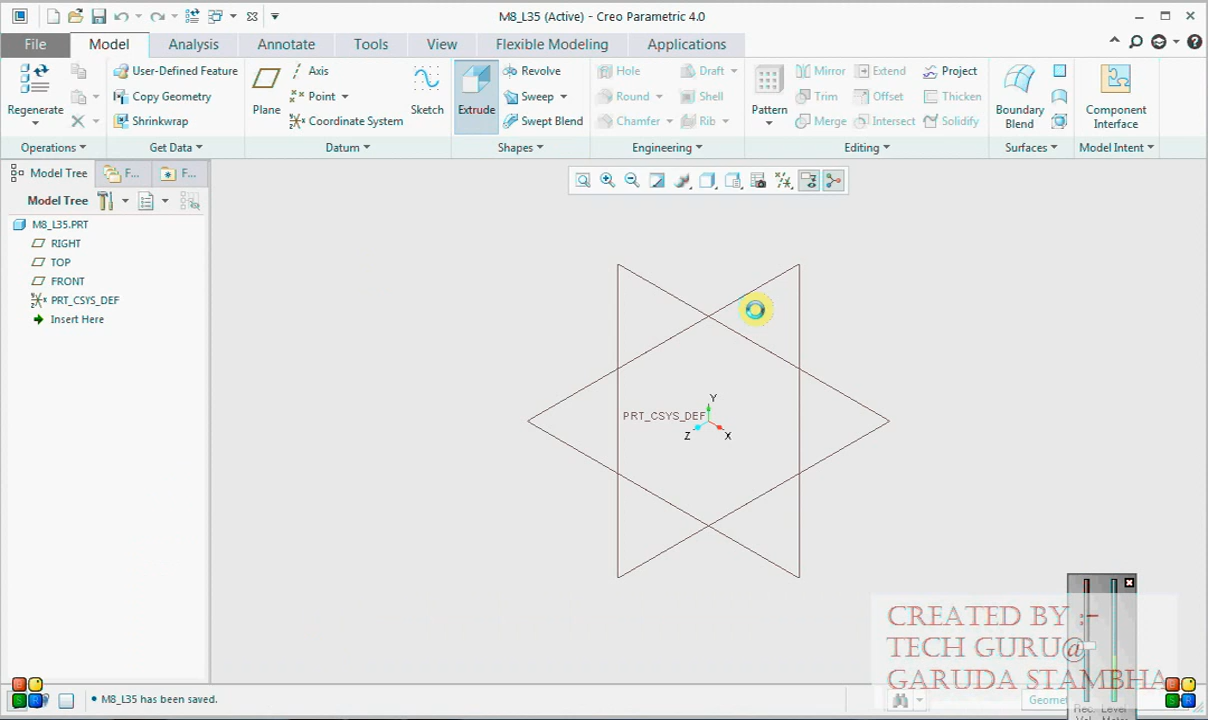 M8_L35 (Active) - Creo Parametric 4.0
File Model Analysis Annotate Tools View Flexible Modeling Applications
Regenerate
User-Defined Feature
Copy Geometry
Shrinkwrap
Plane
Axis
Point
Coordinate System
Sketch
Extrude
Revolve
Sweep
Swept Blend
Hole
Round
Chamfer
Draft
Shell
Rib
Pattern
Mirror
Trim
Merge
Extend
Offset
Intersect
Project
Thicken
Solidify
Boundary
Blend
Component
Interface
Operations Get Data Datum Shapes Engineering Editing Surfaces Model Intent
Model Tree F... F...
Model Tree
M8_L35.PRT
RIGHT
TOP
FRONT
PRT_CSYS_DEF
Insert Here
Y
PRT_CSYS_DEF
Z X
CREATED BY :-
TECH GURU@
GARUDA STAMBHA
• M8_L35 has been saved.
Geome
Rec. Level